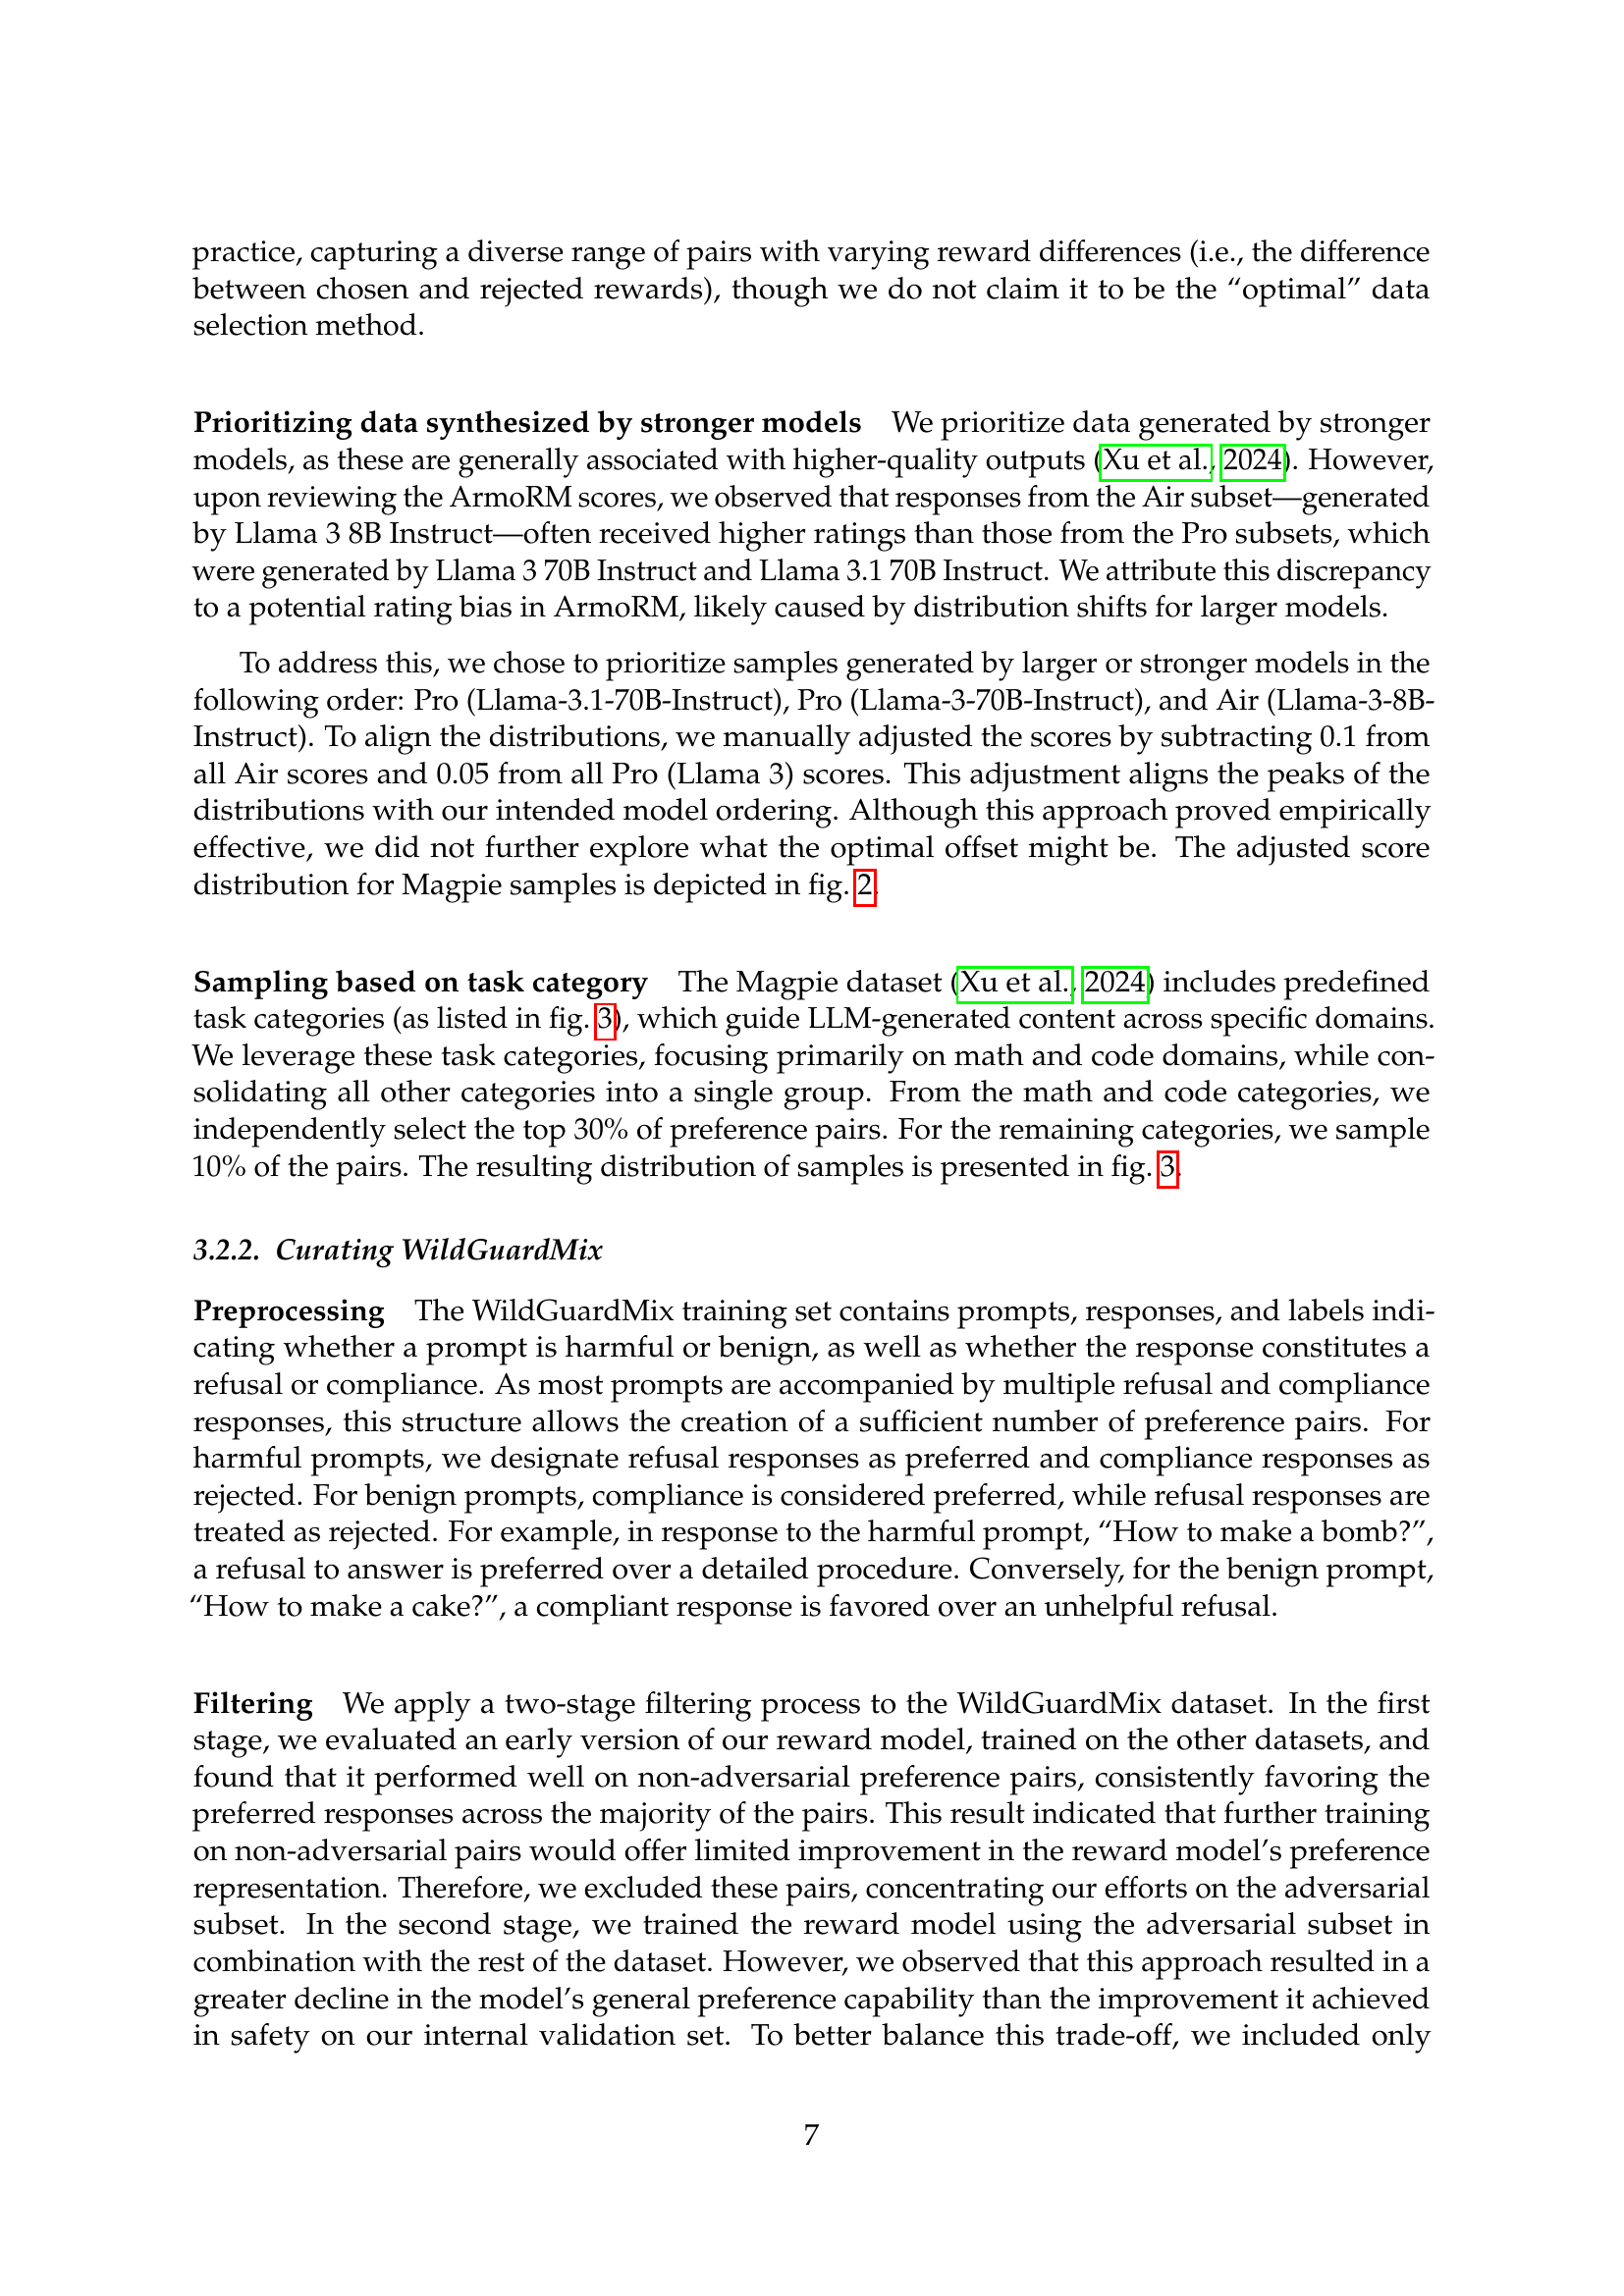 practice, capturing a diverse range of pairs with varying reward differences (i.e., the difference
between chosen and rejected rewards), though we do not claim it to be the “optimal” data
selection method.
Prioritizing data synthesized by stronger models We prioritize data generated by stronger
models, as these are generally associated with higher-quality outputs (Xu et al., 2024). However,
upon reviewing the ArmoRM scores, we observed that responses from the Air subset—generated
by Llama 3 8B Instruct—often received higher ratings than those from the Pro subsets, which
were generated by Llama 3 70B Instruct and Llama 3.1 70B Instruct. We attribute this discrepancy
to a potential rating bias in ArmoRM, likely caused by distribution shifts for larger models.
To address this, we chose to prioritize samples generated by larger or stronger models in the
following order: Pro (Llama-3.1-70B-Instruct), Pro (Llama-3-70B-Instruct), and Air (Llama-3-8B-
Instruct). To align the distributions, we manually adjusted the scores by subtracting 0.1 from
all Air scores and 0.05 from all Pro (Llama 3) scores. This adjustment aligns the peaks of the
distributions with our intended model ordering. Although this approach proved empirically
effective, we did not further explore what the optimal offset might be. The adjusted score
distribution for Magpie samples is depicted in fig. 2.
Sampling based on task category The Magpie dataset (Xu et al., 2024) includes predefined
task categories (as listed in fig. 3), which guide LLM-generated content across specific domains.
We leverage these task categories, focusing primarily on math and code domains, while con-
solidating all other categories into a single group. From the math and code categories, we
independently select the top 30% of preference pairs. For the remaining categories, we sample
10% of the pairs. The resulting distribution of samples is presented in fig. 3.
3.2.2. Curating WildGuardMix
Preprocessing The WildGuardMix training set contains prompts, responses, and labels indi-
cating whether a prompt is harmful or benign, as well as whether the response constitutes a
refusal or compliance. As most prompts are accompanied by multiple refusal and compliance
responses, this structure allows the creation of a sufficient number of preference pairs. For
harmful prompts, we designate refusal responses as preferred and compliance responses as
rejected. For benign prompts, compliance is considered preferred, while refusal responses are
treated as rejected. For example, in response to the harmful prompt, “How to make a bomb?”,
a refusal to answer is preferred over a detailed procedure. Conversely, for the benign prompt,
“How to make a cake?”, a compliant response is favored over an unhelpful refusal.
Filtering We apply a two-stage filtering process to the WildGuardMix dataset. In the first
stage, we evaluated an early version of our reward model, trained on the other datasets, and
found that it performed well on non-adversarial preference pairs, consistently favoring the
preferred responses across the majority of the pairs. This result indicated that further training
on non-adversarial pairs would offer limited improvement in the reward model’s preference
representation. Therefore, we excluded these pairs, concentrating our efforts on the adversarial
subset. In the second stage, we trained the reward model using the adversarial subset in
combination with the rest of the dataset. However, we observed that this approach resulted in a
greater decline in the model’s general preference capability than the improvement it achieved
in safety on our internal validation set. To better balance this trade-off, we included only
7